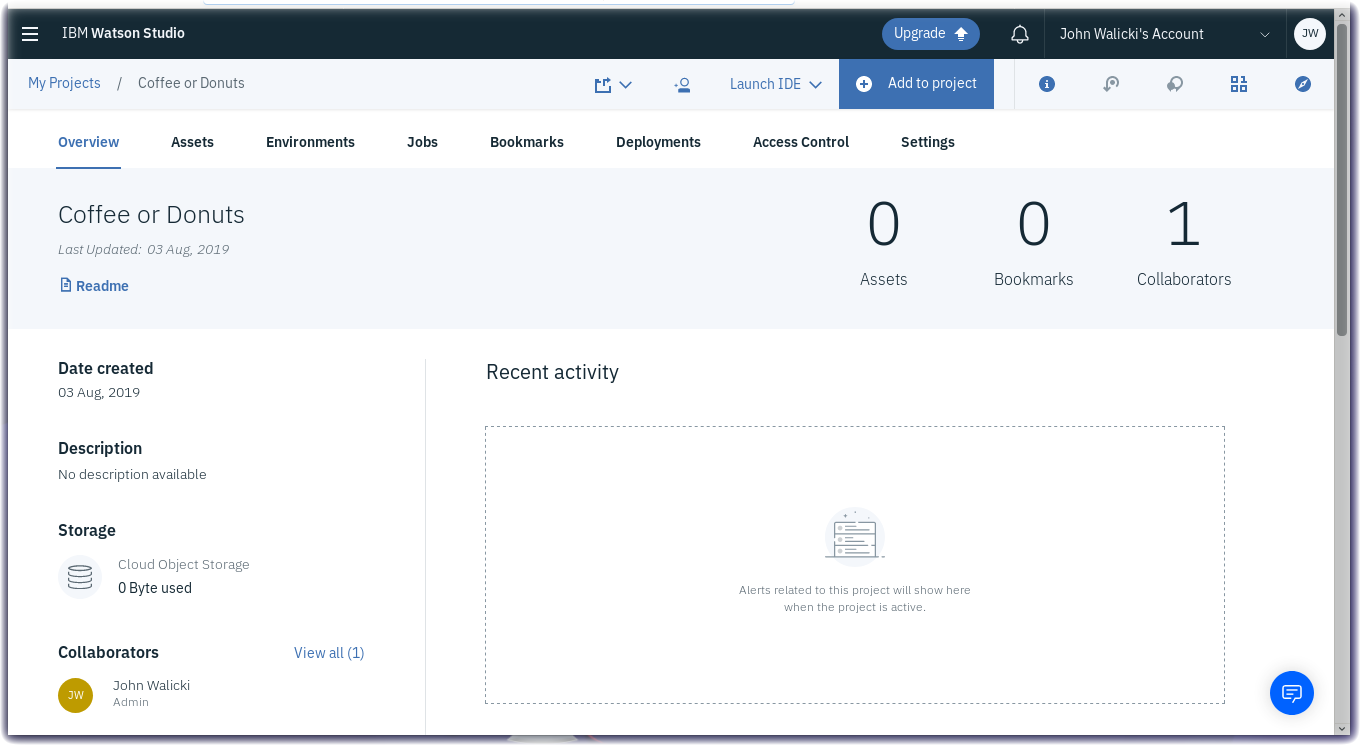 IBM Watson Studio
Upgrade
John Walicki's Account
JW
My Projects / Coffee or Donuts
Launch IDE
Add to project
Overview
Assets
Environments
Jobs
Bookmarks
Deployments
Access Control
Settings
Coffee or Donuts
Last Updated: 03 Aug, 2019
Readme
0
Assets
0
Bookmarks
1
Collaborators
Date created
03 Aug, 2019
Description
No description available
Storage
Cloud Object Storage
0 Byte used
Collaborators
View all (1)
JW
John Walicki
Admin
Recent activity
Alerts related to this project will show here
when the project is active.